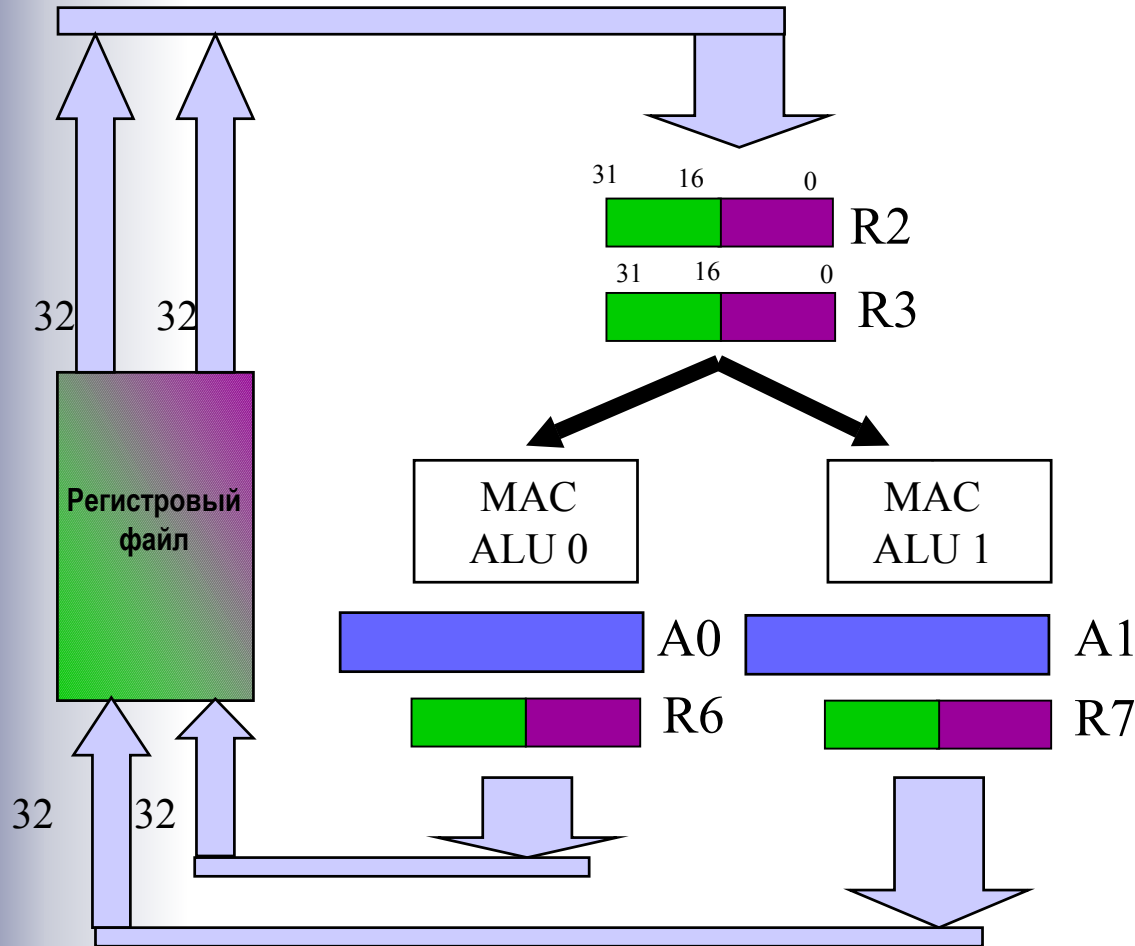 31 16 0
R2
31 16 0
R3
32 32
Регистровый
файл
MAC
ALU 0
MAC
ALU 1
A0
A1
R6
R7
32 32